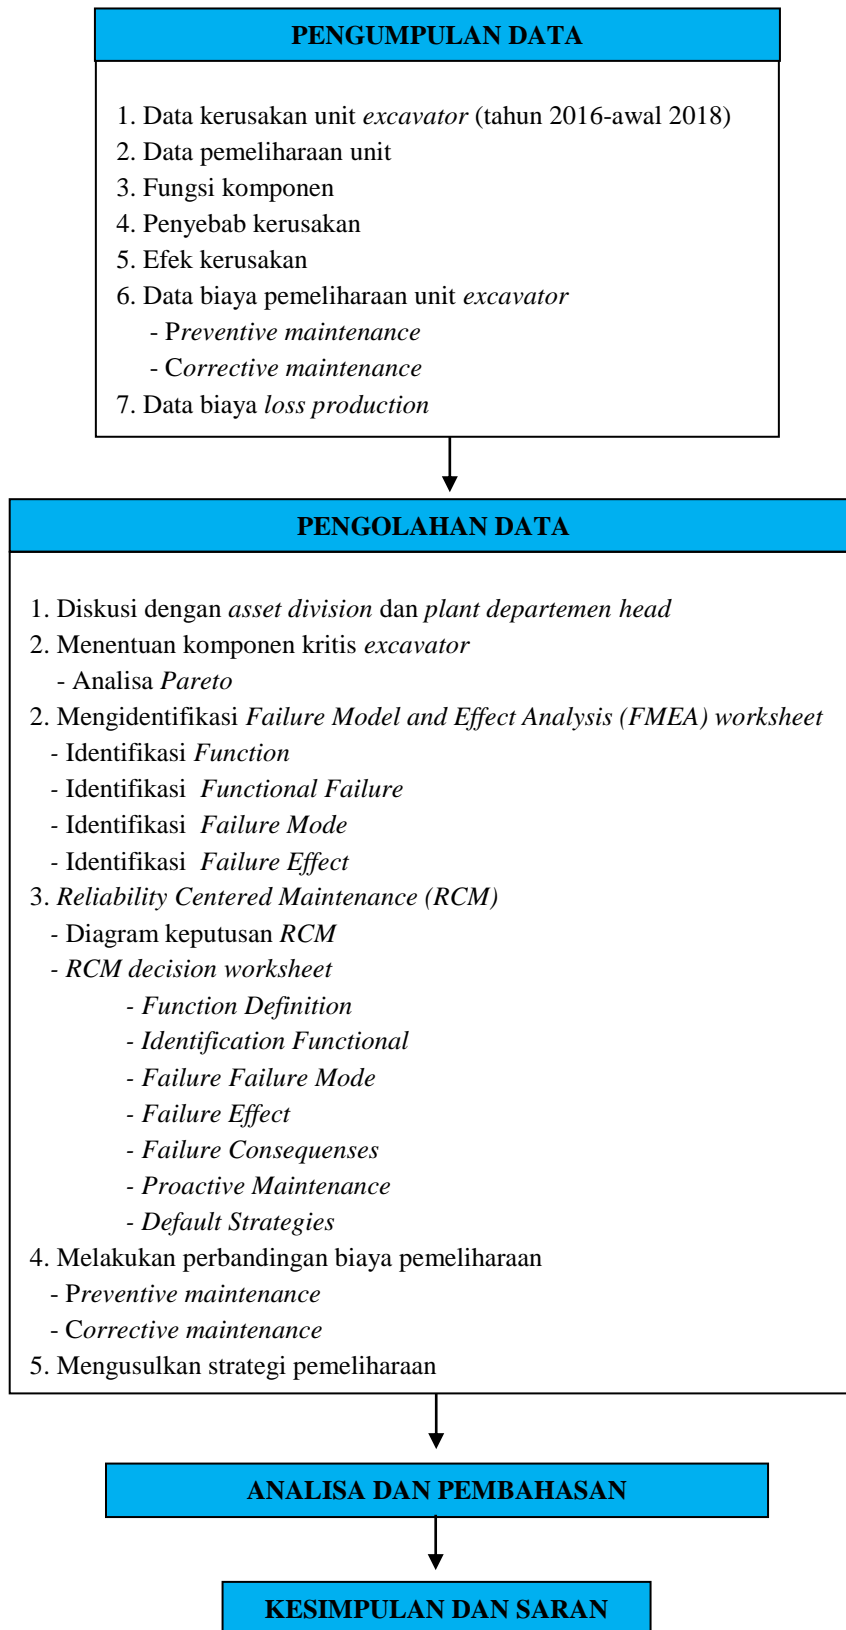 PENGUMPULAN DATA
1. Data kerusakan unit excavator (tahun 2016-awal 2018)
2. Data pemeliharaan unit
3. Fungsi komponen
4. Penyebab kerusakan
5. Efek kerusakan
6. Data biaya pemeliharaan unit excavator
- Preventive maintenance
- Corrective maintenance
7. Data biaya loss production
PENGOLAHAN DATA
1. Diskusi dengan asset division dan plant departemen head
2. Menentuan komponen kritis excavator
- Analisa Pareto
2. Mengidentifikasi Failure Model and Effect Analysis (FMEA) worksheet
- Identifikasi Function
- Identifikasi Functional Failure
- Identifikasi Failure Mode
- Identifikasi Failure Effect
3. Reliability Centered Maintenance (RCM)
- Diagram keputusan RCM
- RCM decision worksheet
- Function Definition
- Identification Functional
- Failure Failure Mode
- Failure Effect
- Failure Consequenses
- Proactive Maintenance
- Default Strategies
4. Melakukan perbandingan biaya pemeliharaan
- Preventive maintenance
- Corrective maintenance
5. Mengusulkan strategi pemeliharaan
ANALISA DAN PEMBAHASAN
KESIMPULAN DAN SARAN